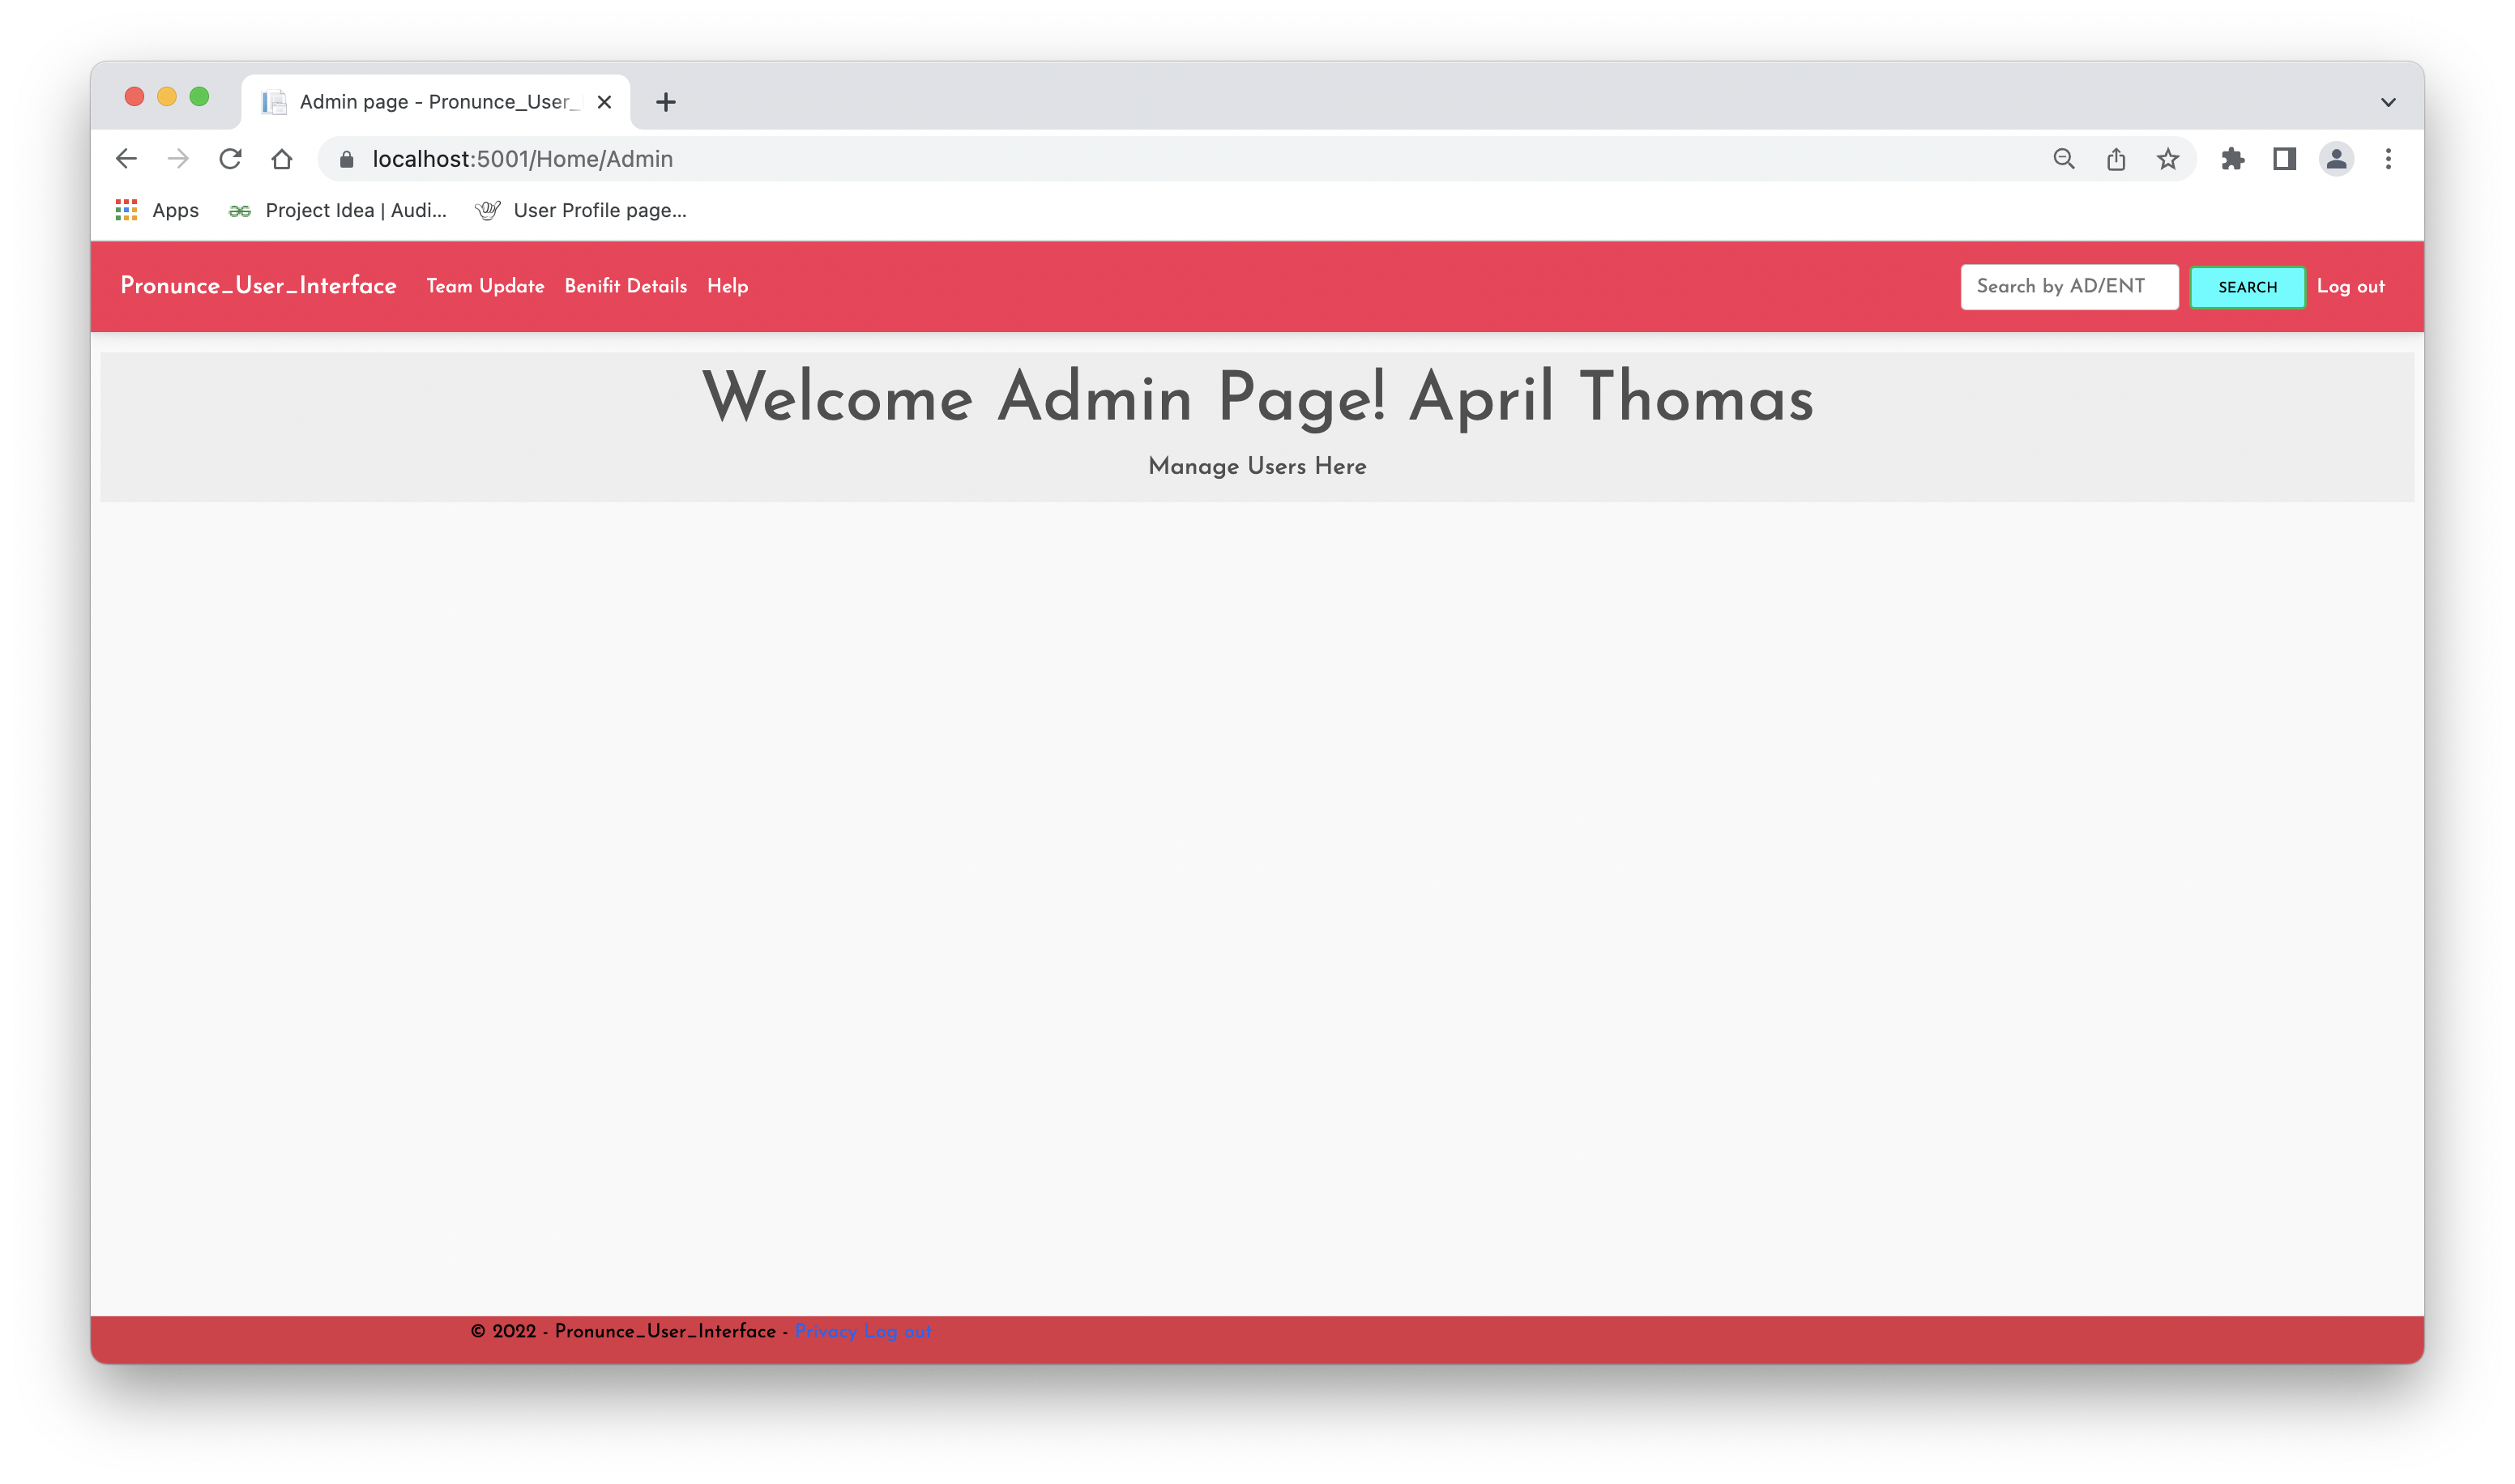 Admin page - Pronunce_User_
localhost:5001/Home/Admin
Apps Project Idea | Audi... User Profile page...
Pronunce_User_Interface Team Update Benifit Details Help Search by AD/ENT SEARCH Log out
Welcome Admin Page! April Thomas
Manage Users Here
© 2022 - Pronunce_User_Interface - Privacy Log out